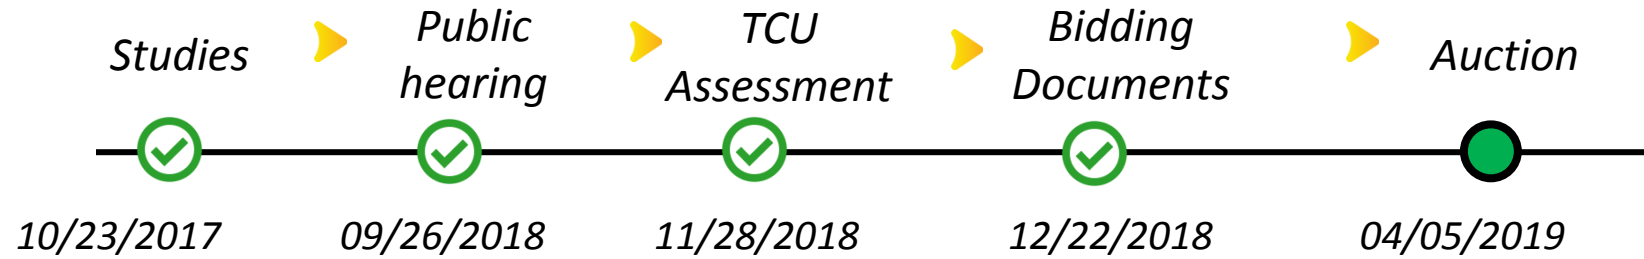 Studies
Public
hearing
TCU
Assessment
Bidding
Documents
Auction
10/23/2017
09/26/2018
11/28/2018
12/22/2018
04/05/2019